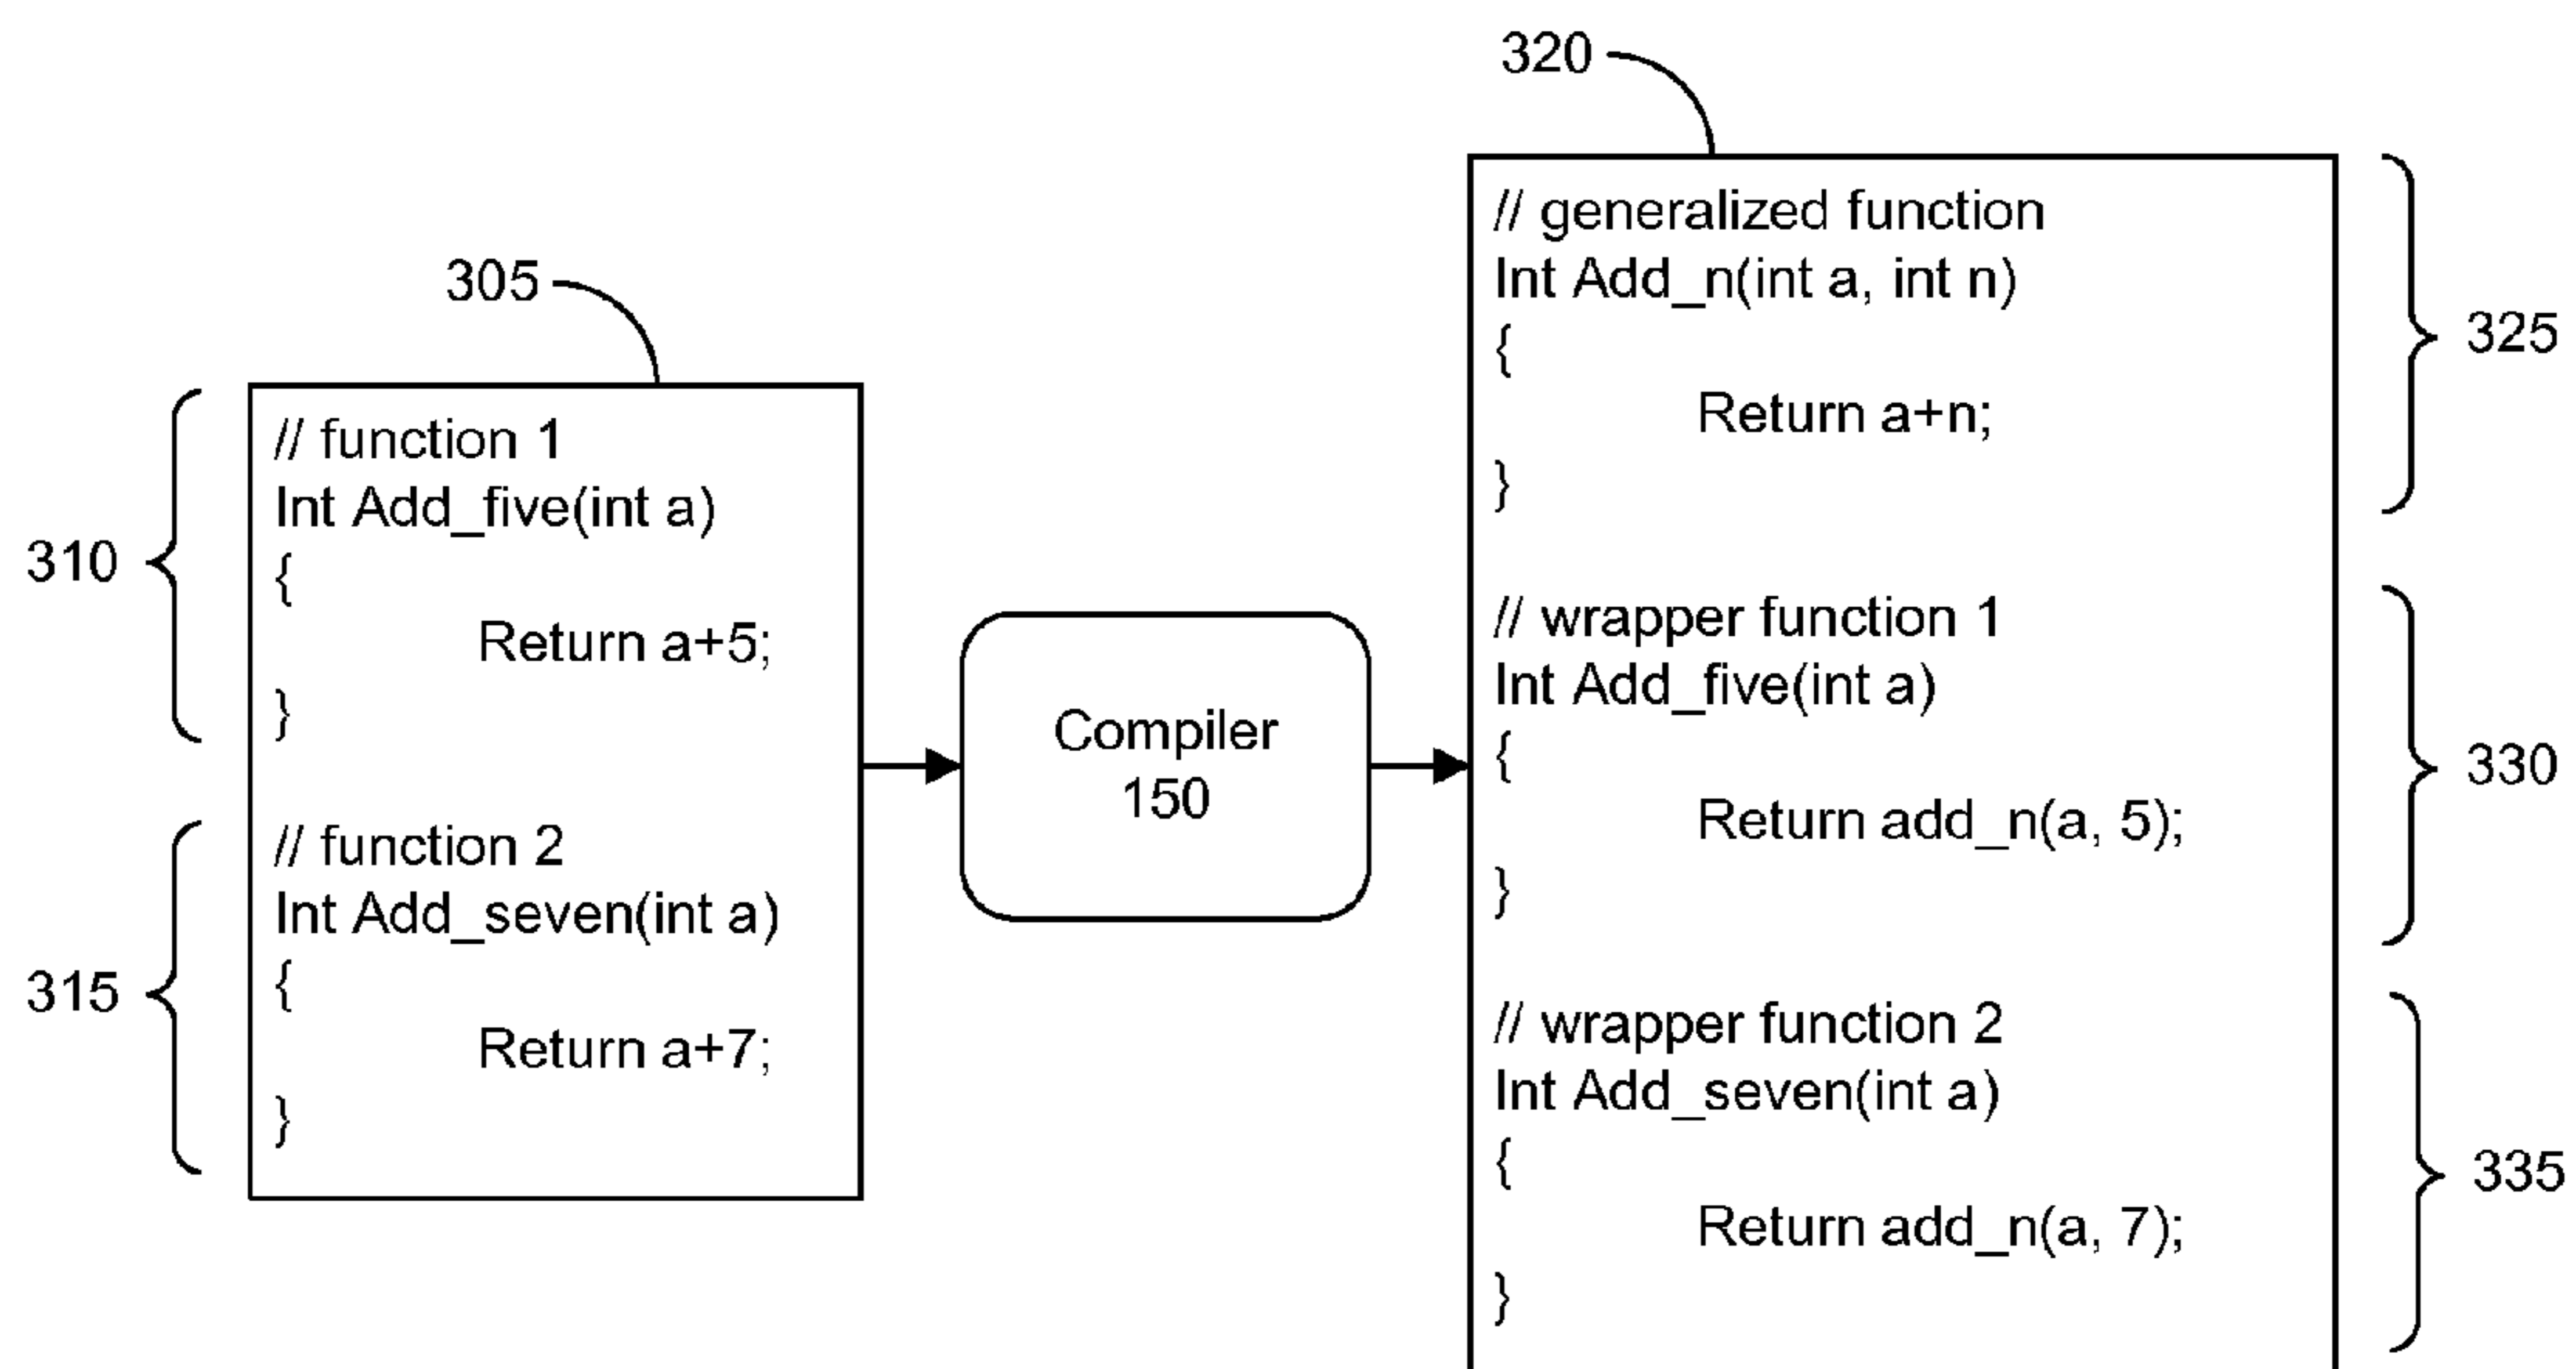 320
// generalized function
Int Add_n(int a, int n)
{
Return a+n;
}
325
305
// function 1
Int Add_five(int a)
{
Return a+5;
}
310
// function 2
Int Add_seven(int a)
{
Return a+7;
}
315
Compiler
150
// wrapper function 1
Int Add_five(int a)
{
Return add_n(a, 5);
}
330
// wrapper function 2
Int Add_seven(int a)
{
Return add_n(a, 7);
}
335